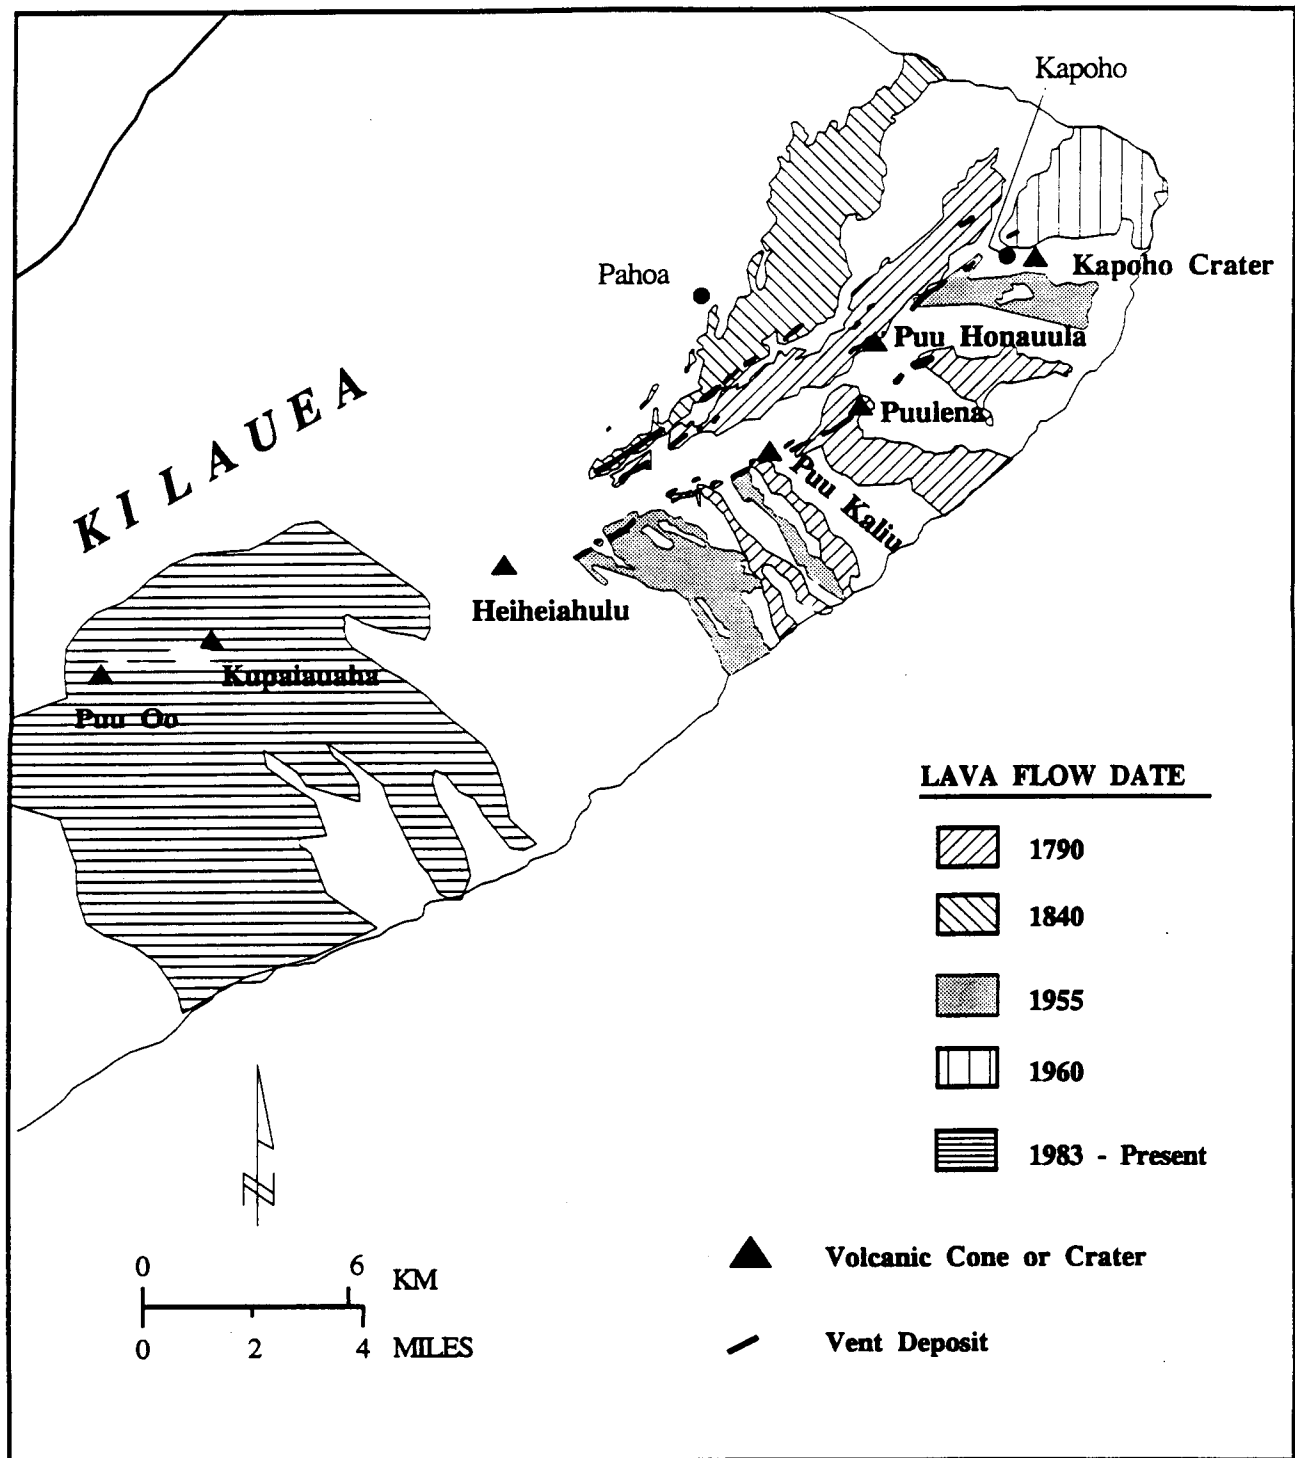 Kapoho
Pahoa
Kapoho Crater
Puu Honauula
KILAUEA
Puulena
Puu Kaliu
Heiheiahulu
Kupaiauaha
Puu Oo
LAVA FLOW DATE
1790
1840
1955
1960
1983 - Present
N
0 6 KM
0 2 4 MILES
Volcanic Cone or Crater
Vent Deposit